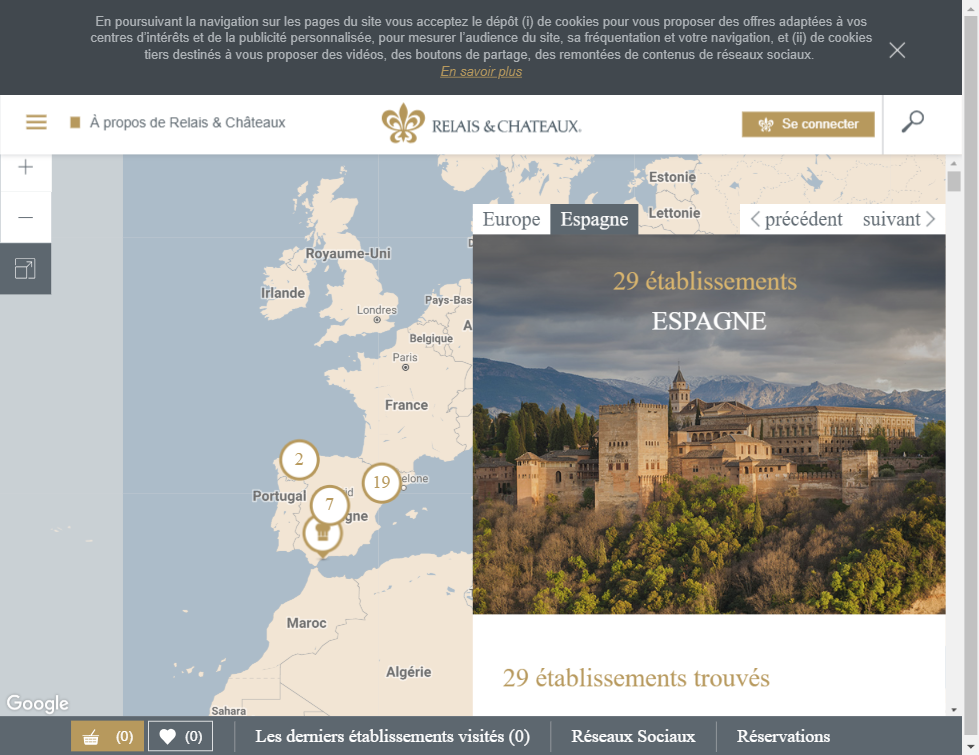 En poursuivant la navigation sur les pages du site vous acceptez le dépôt (i) de cookies pour vous proposer des offres adaptées à vos
centres d'intérêts et de la publicité personnalisée, pour mesurer l'audience du site, sa fréquentation et votre navigation, et (ii) de cookies
tiers destinés à vous proposer des vidéos, des boutons de partage, des remontées de contenus de réseaux sociaux.
En savoir plus
À propos de Relais & Châteaux
RELAIS & CHATEAUX
Se connecter
Estonie
Lettonie
Europe
Espagne
précédent
suivant
Royaume-Uni
Irlande
Londres
Pays-Bas
Belgique
Paris
France
29 établissements
ESPAGNE
2
19
elone
Portugal
7
id
gne
Maroc
Algérie
Sahara
29 établissements trouvés
Google
(0)
(0)
Les derniers établissements visités (0)
Réseaux Sociaux
Réservations